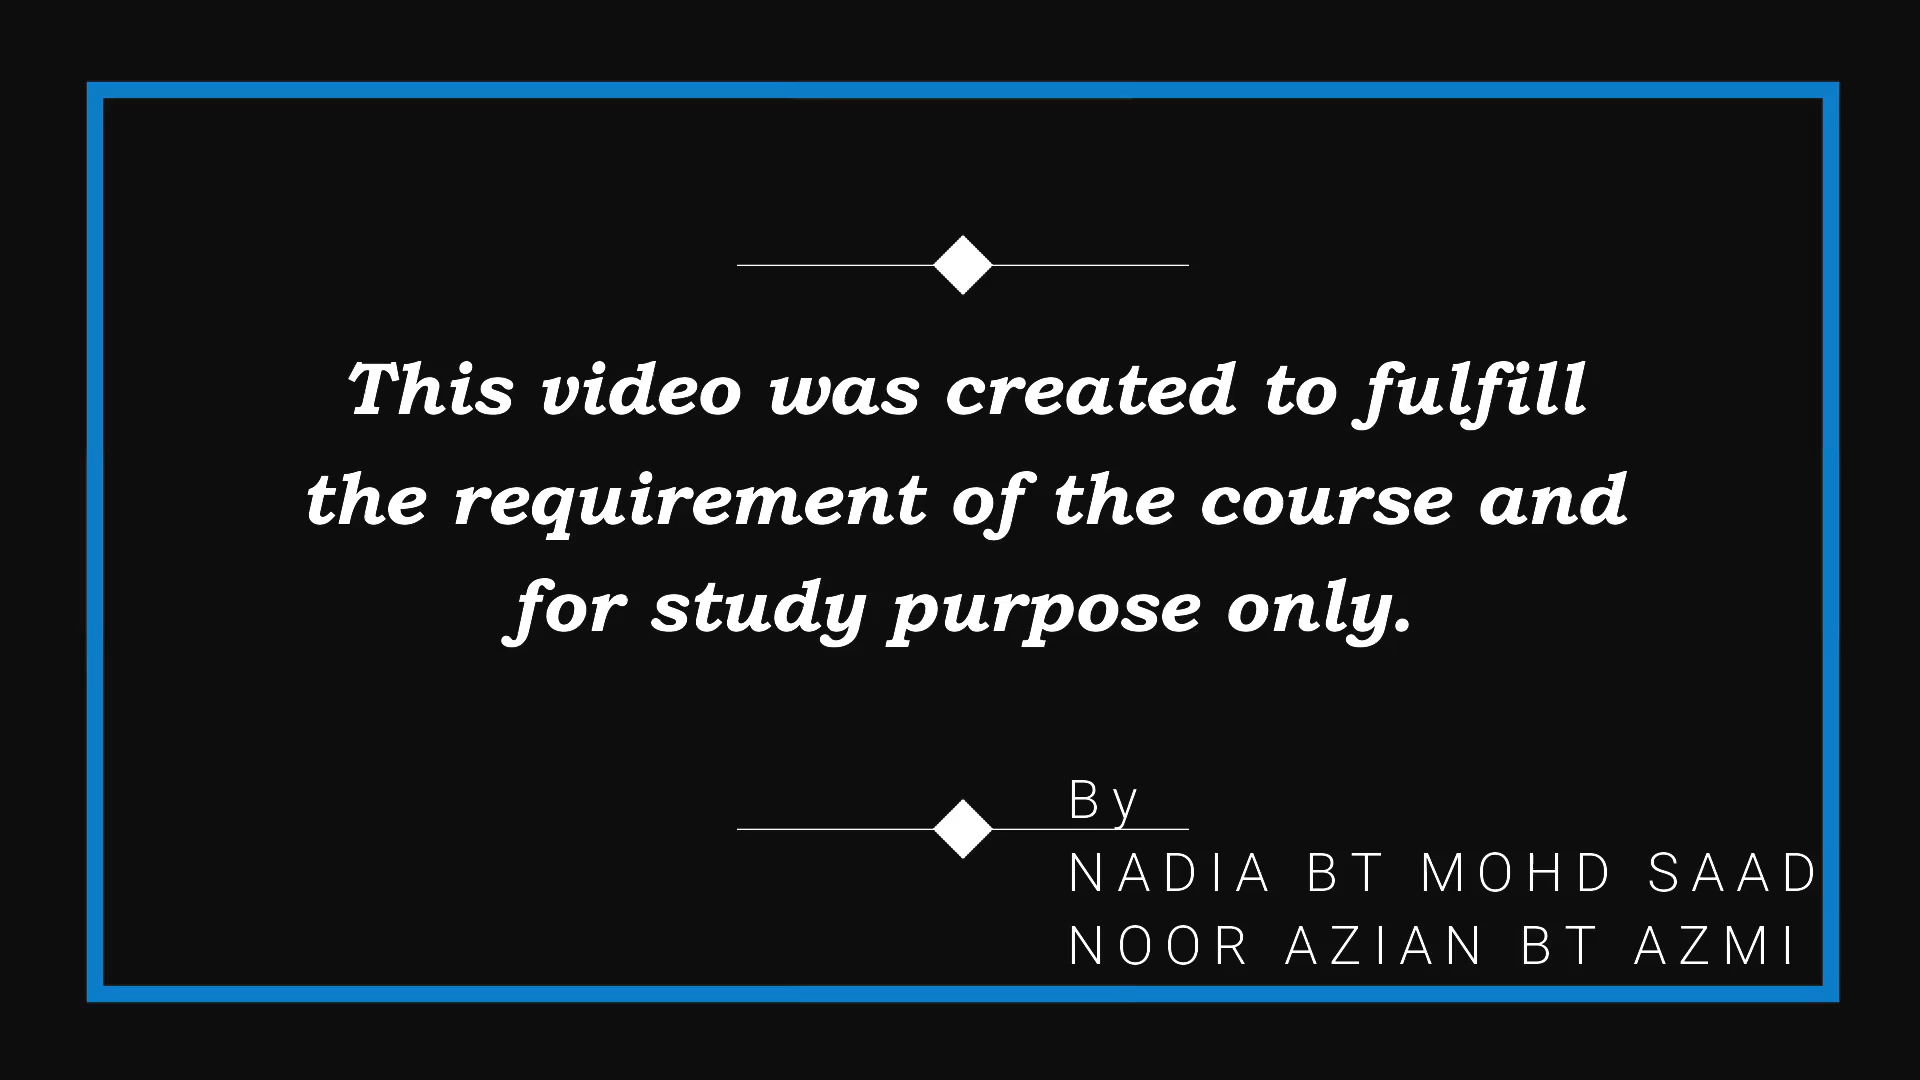 This video was created to fulfill
the requirement of the course and
for study purpose only.
By
NADIA BT MOHD SAAD
NOOR AZIAN BT AZMI